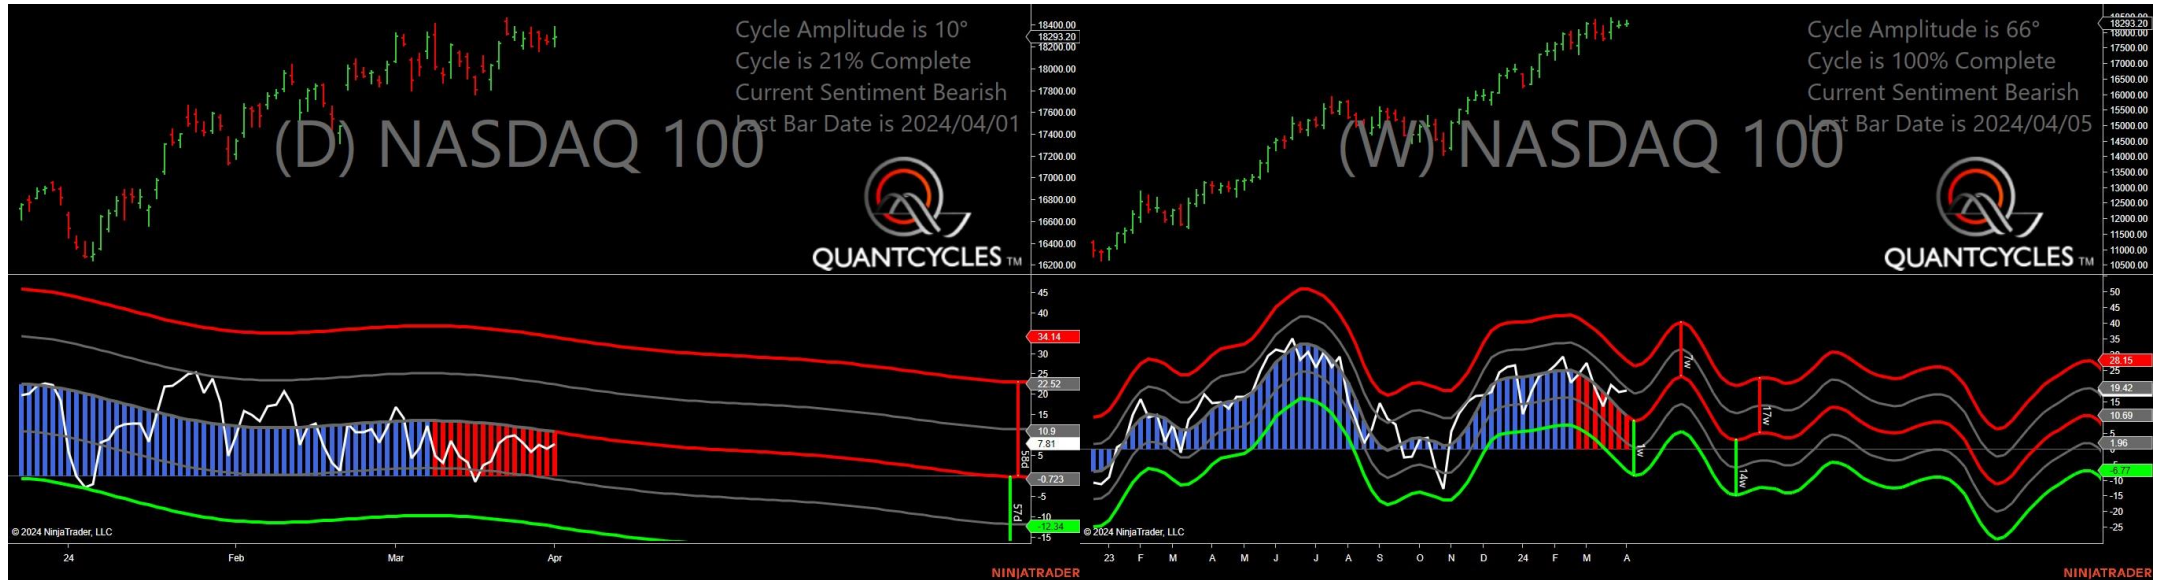 Cycle Amplitude is 10°
Cycle is 21% Complete
Current Sentiment Bearish
Last Bar Date is 2024/04/01
(D) NASDAQ 100
QUANTCYCLES TM
18400.00
18293.20
18200.00
18000.00
17800.00
17600.00
17400.00
17200.00
17000.00
16800.00
16600.00
16400.00
16200.00
45
40
34.14
30
25
22.52
20
15
10.9
7.81
5
-0.723
-5
-10
-12.34
-15
58d
57d
© 2024 NinjaTrader, LLC
24 Feb Mar Apr
NINJATRADER
Cycle Amplitude is 66°
Cycle is 100% Complete
Current Sentiment Bearish
Last Bar Date is 2024/04/05
(W) NASDAQ 100
QUANTCYCLES TM
18293.20
18000.00
17500.00
17000.00
16500.00
16000.00
15500.00
15000.00
14500.00
14000.00
13500.00
13000.00
12500.00
12000.00
11500.00
11000.00
10500.00
50
45
40
35
28.15
25
19.42
15
10.69
5
1.96
-6.77
-10
-15
-20
-25
7w
17w
1w
14w
© 2024 NinjaTrader, LLC
23 F M A M J J A S O N D 24 F M A
NINJATRADER